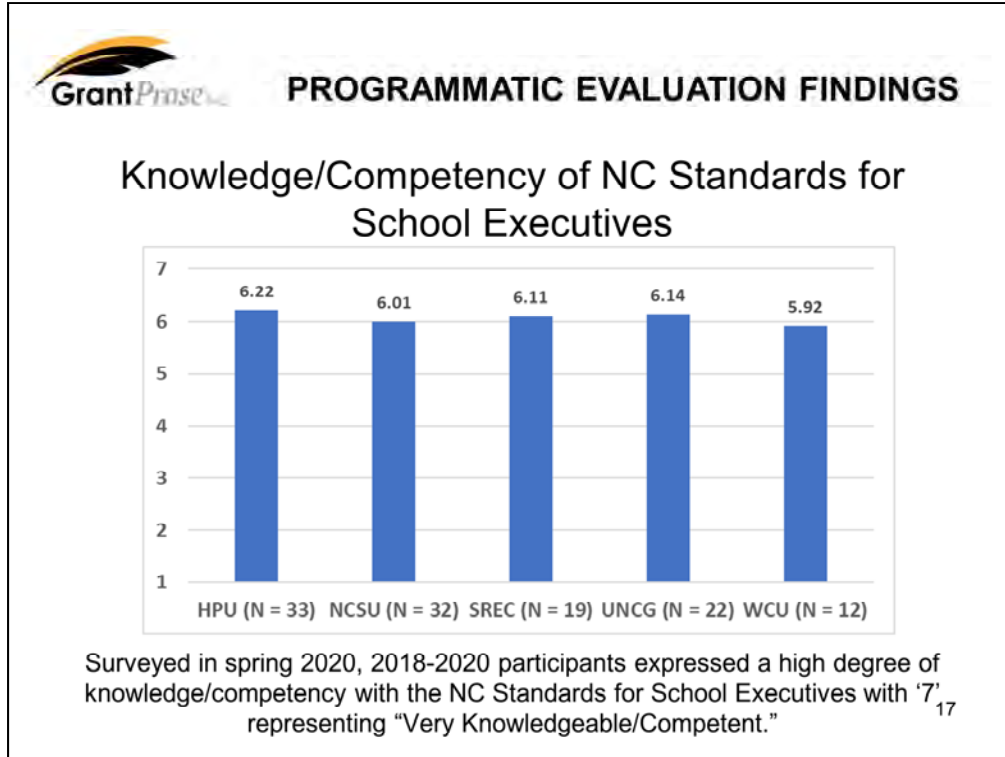 GrantProse
PROGRAMMATIC EVALUATION FINDINGS
Knowledge/Competency of NC Standards for
School Executives
7
6
5
4
3
2
1
6.22
6.01
6.11
6.14
5.92
HPU (N = 33) NCSU (N = 32) SREC (N = 19) UNCG (N = 22) WCU (N = 12)
Surveyed in spring 2020, 2018-2020 participants expressed a high degree of
knowledge/competency with the NC Standards for School Executives with ‘7’
representing “Very Knowledgeable/Competent.”
17